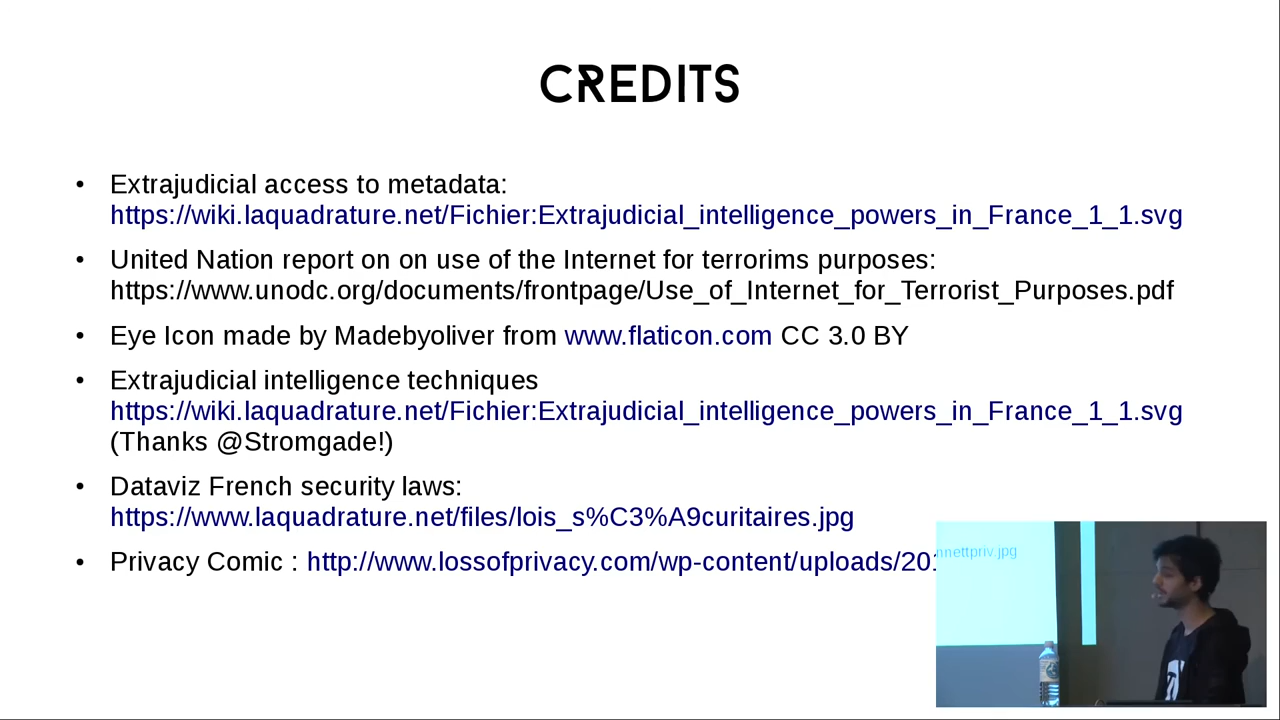 CREDITS
• Extrajudicial access to metadata:
https://wiki.laquadrature.net/Fichier:Extrajudicial_intelligence_powers_in_France_1_1.svg
• United Nation report on on use of the Internet for terrorims purposes:
https://www.unodc.org/documents/frontpage/Use_of_Internet_for_Terrorist_Purposes.pdf
• Eye Icon made by Madebyoliver from www.flaticon.com CC 3.0 BY
• Extrajudicial intelligence techniques
https://wiki.laquadrature.net/Fichier:Extrajudicial_intelligence_powers_in_France_1_1.svg
(Thanks @Stromgade!)
• Dataviz French security laws:
https://www.laquadrature.net/files/lois_s%C3%A9curitaires.jpg
• Privacy Comic : http://www.lossofprivacy.com/wp-content/uploads/201
nnettpriv.jpg